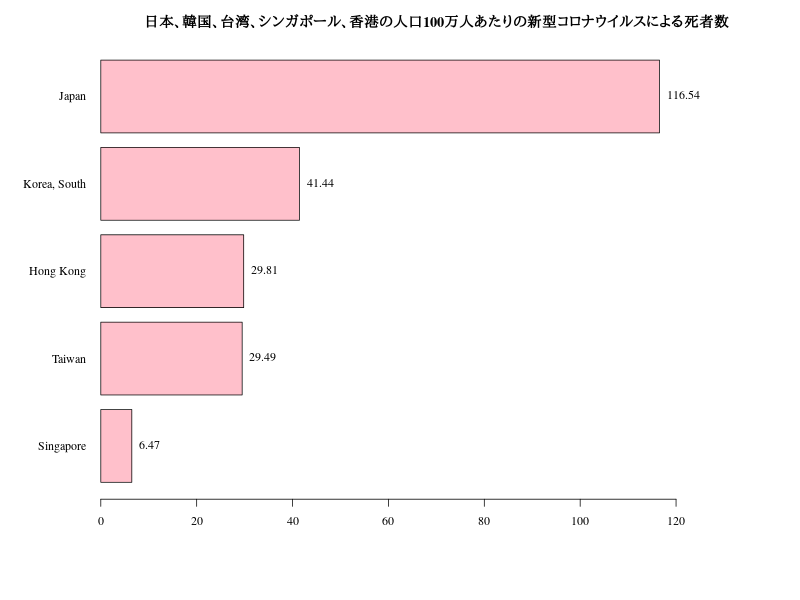 日本、韓国、台湾、シンガポール、香港の人口100万人あたりの新型コロナウイルスによる死者数
Japan 116.54
Korea, South 41.44
Hong Kong 29.81
Taiwan 29.49
Singapore 6.47
0 20 40 60 80 100 120